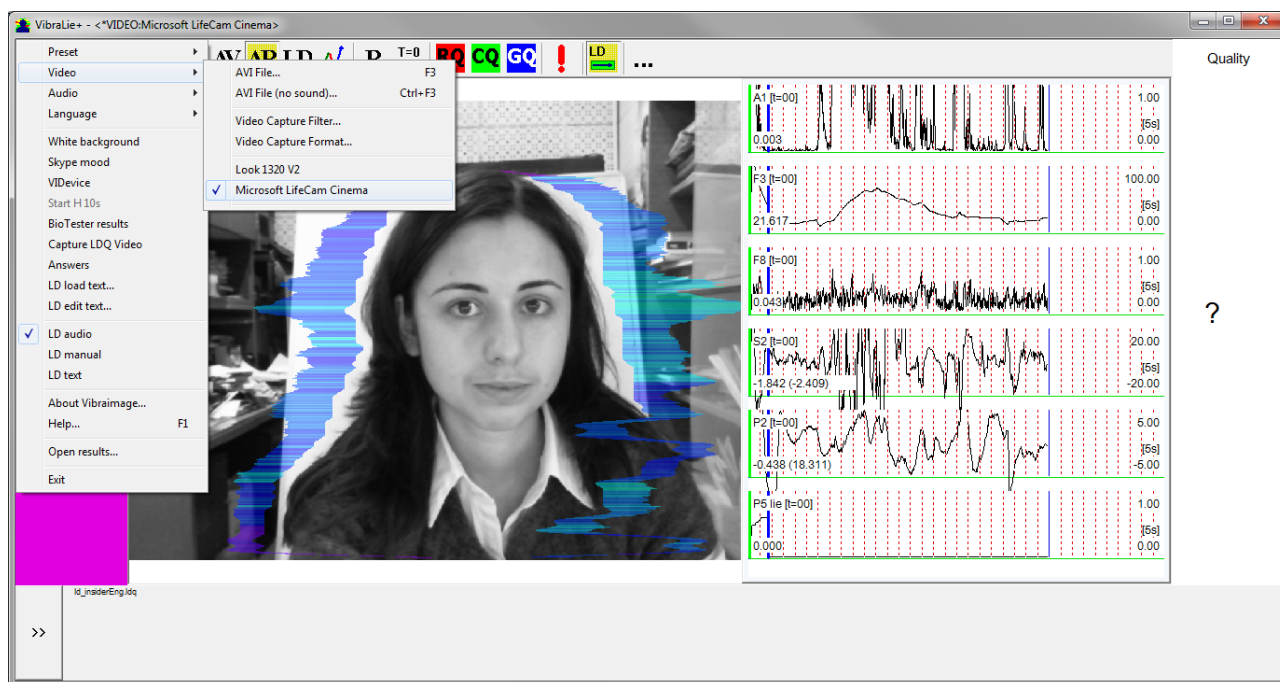 VibraLie+ - <*VIDEO:Microsoft LifeCam Cinema>
Preset
Video
Audio
Language
White background
Skype mood
VIDevice
Start H 10s
BioTester results
Capture LDQ Video
Answers
LD load text...
LD edit text...
LD audio
LD manual
LD text
About Vibraimage...
Help... F1
Open results...
Exit
AV AR LD R T=0 RQ CQ GQ ! LD ...
AVI File... F3
AVI File (no sound)... Ctrl+F3
Video Capture Filter...
Video Capture Format...
Look 1320 V2
Microsoft LifeCam Cinema
A1 [t=00] 1.00
[5s]
0.003 0.00
F3 [t=00] 100.00
[5s]
21.617 0.00
F8 [t=00] 1.00
[5s]
0.043 0.00
S2 [t=00] 20.00
[5s]
-1.842 (-2.409) -20.00
P2 [t=00] 5.00
[5s]
-0.438 (18.311) -5.00
P5 lie [t=00] 1.00
[5s]
0.000 0.00
Quality
?
ld_insiderEng.ldq
>>